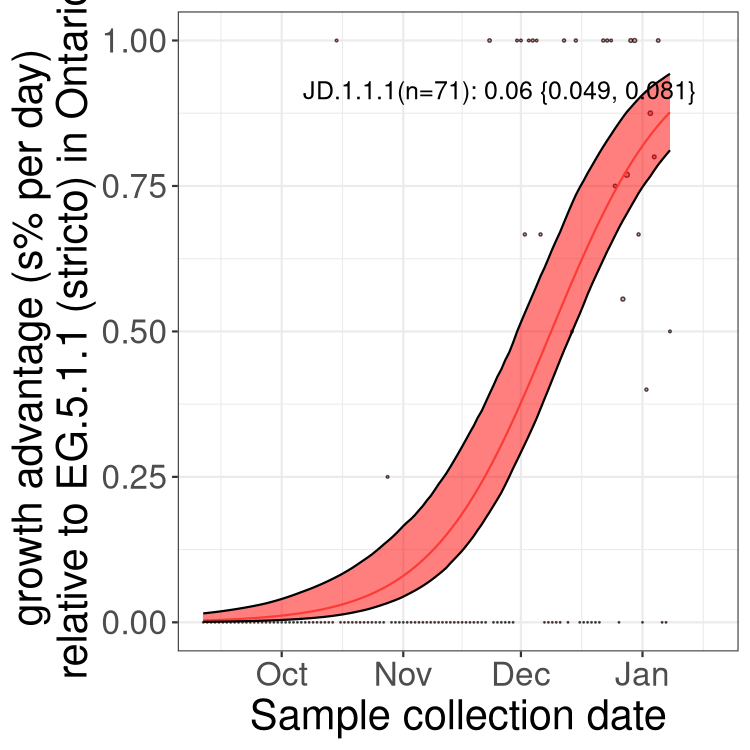 growth advantage (s% per day)
relative to EG.5.1.1 (stricto) in Ontario
1.00
0.75
0.50
0.25
0.00
JD.1.1.1(n=71): 0.06 {0.049, 0.081}
Oct Nov Dec Jan
Sample collection date